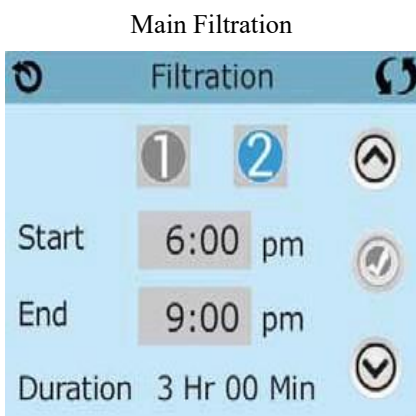 Main Filtration
Filtration
1 2
Start 6:00 pm
End 9:00 pm
Duration 3 Hr 00 Min